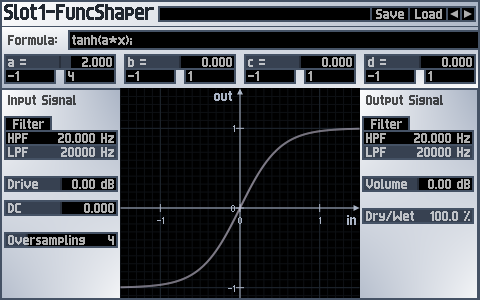 Slot1-FuncShaper Save Load
Formula: tanh(a*x);
a = 2.000 b = 0.000 c = 0.000 d = 0.000
-1 4 -1 1 -1 1 -1 1
Input Signal out Output Signal
Filter 1 Filter
HPF 20.000 Hz HPF 20.000 Hz
LPF 20000 Hz LPF 20000 Hz
Drive 0.00 dB Volume 0.00 dB
DC 0.000 0
-1 0 1 in Dry/Wet 100.0 %
Oversampling 4
-1